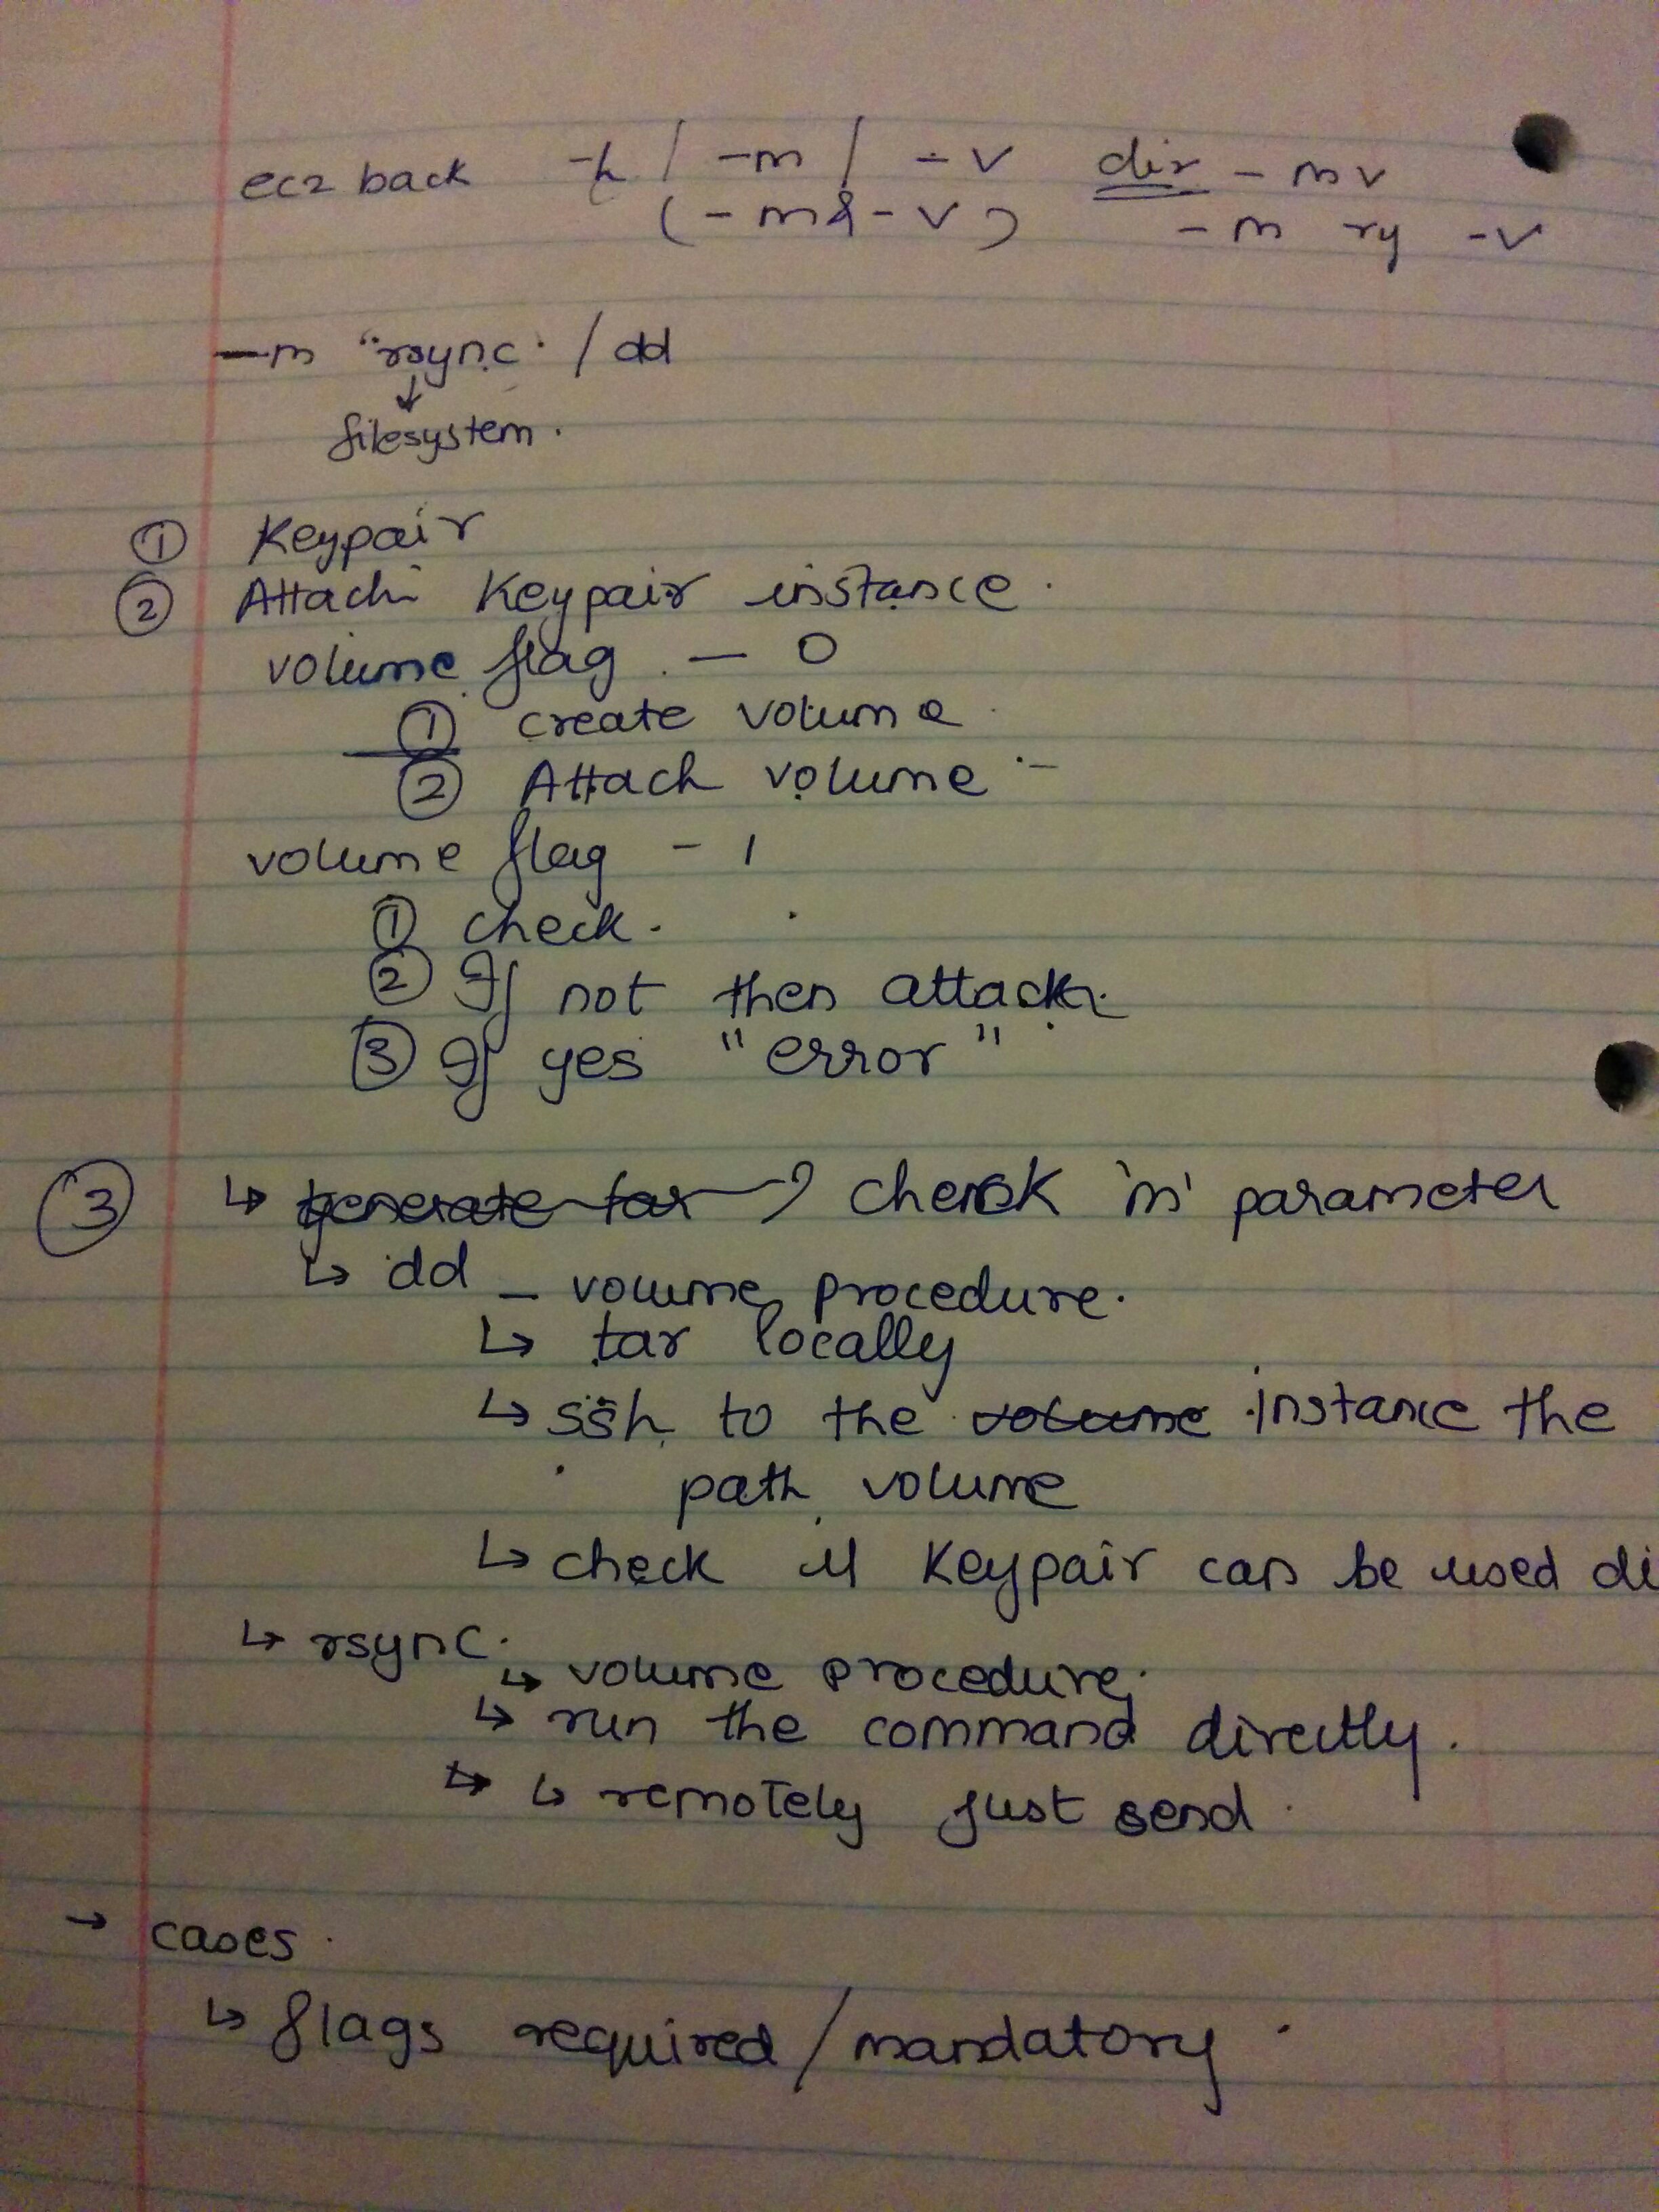 ec2 back -h / -m / -v dir - mv
(-m & -v) -m ry -v
-m "rsync" / dd
↓
filesystem.
① Keypair
② Attach Keypair instance.
volume flag - 0
① create volume
② Attach volume :-
volume flag - 1
① check.
② If not then attach.
③ If yes "error"
③ ↳ generate tar → check 'm' parameter
↳ dd - volume procedure.
↳ tar locally
↳ ssh to the volume instance the
path volume
↳ check if Keypair can be used di
↳ rsync.
↳ volume procedure.
↳ run the command directly.
↳ ↳ remotely just send.
→ cases.
↳ flags required / mandatory.